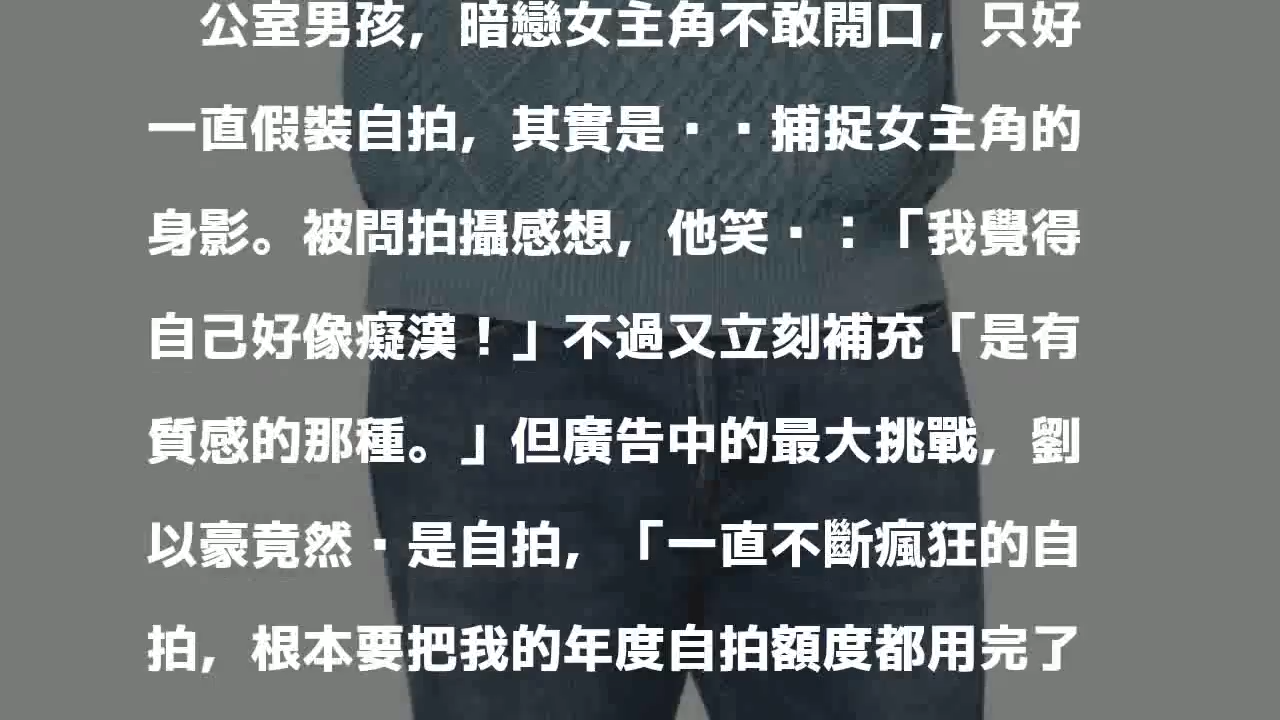 公室男孩，暗戀女主角不敢開口，只好
一直假裝自拍，其實是··捕捉女主角的
身影。被問拍攝感想，他笑·：「我覺得
自己好像癡漢！」不過又立刻補充「是有
質感的那種。」但廣告中的最大挑戰，劉
以豪竟然·是自拍，「一直不斷瘋狂的自
拍，根本要把我的年度自拍額度都用完了